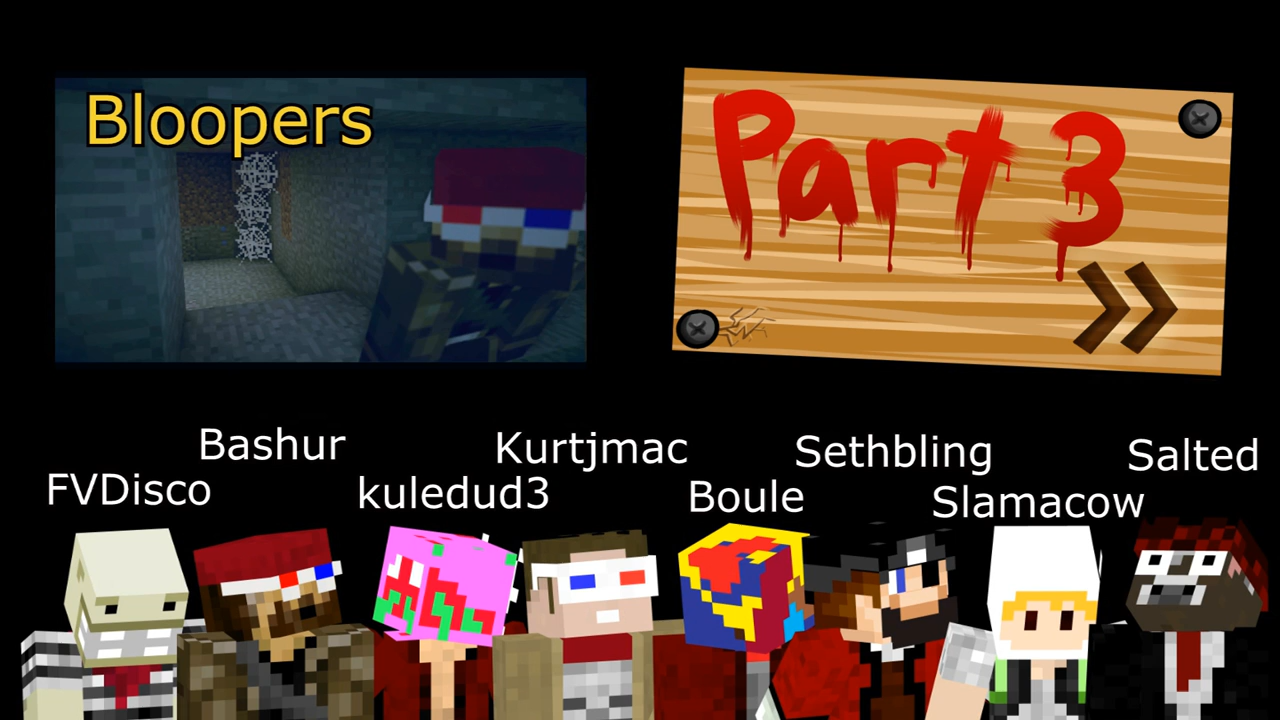 Bloopers
Part 3
Bashur
Kurtjmac
Sethbling
Salted
FVDisco
kuledud3
Boule
Slamacow